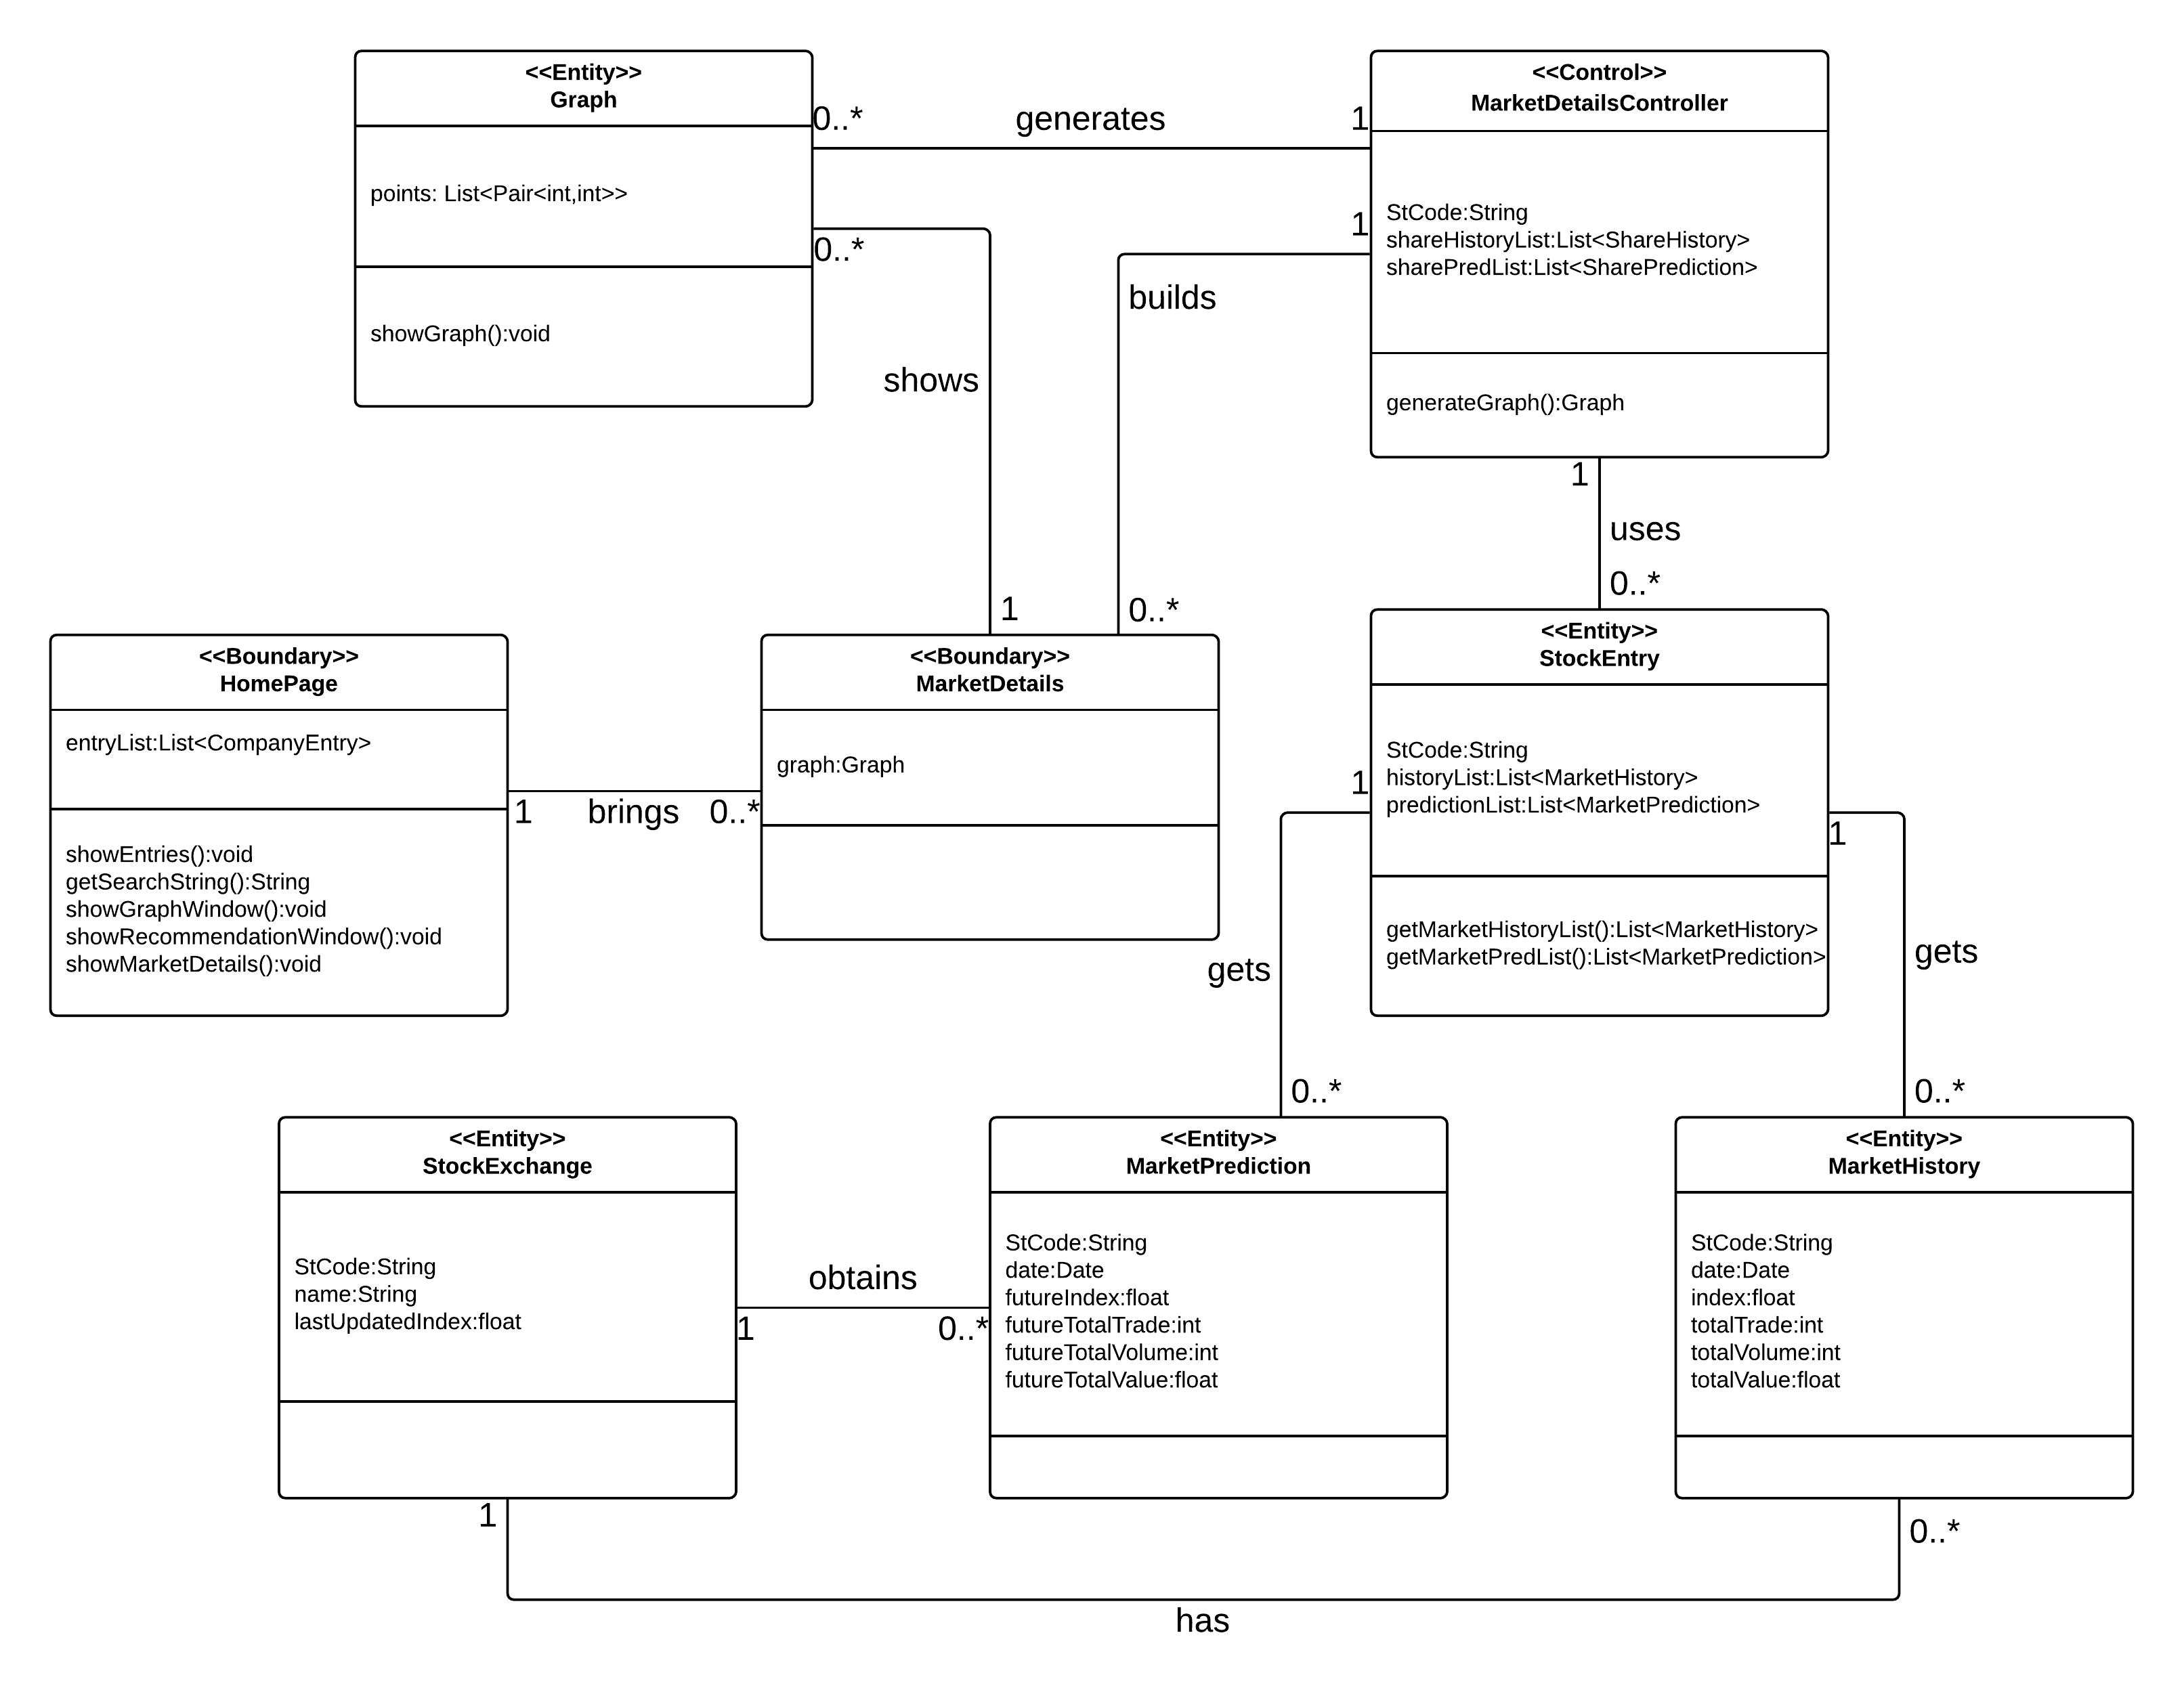 <<Entity>>
Graph
points: List<Pair<int,int>>
showGraph():void
0..*
generates
1
<<Control>>
MarketDetailsController
StCode:String
shareHistoryList:List<ShareHistory>
sharePredList:List<SharePrediction>
generateGraph():Graph
0..*
shows
1
1
builds
0..*
1
uses
0..*
<<Boundary>>
HomePage
entryList:List<CompanyEntry>
showEntries():void
getSearchString():String
showGraphWindow():void
showRecommendationWindow():void
showMarketDetails():void
1
brings
0..*
<<Boundary>>
MarketDetails
graph:Graph
<<Entity>>
StockEntry
StCode:String
historyList:List<MarketHistory>
predictionList:List<MarketPrediction>
getMarketHistoryList():List<MarketHistory>
getMarketPredList():List<MarketPrediction>
1
gets
0..*
1
gets
0..*
<<Entity>>
StockExchange
StCode:String
name:String
lastUpdatedIndex:float
obtains
1
0..*
<<Entity>>
MarketPrediction
StCode:String
date:Date
futureIndex:float
futureTotalTrade:int
futureTotalVolume:int
futureTotalValue:float
<<Entity>>
MarketHistory
StCode:String
date:Date
index:float
totalTrade:int
totalVolume:int
totalValue:float
1
0..*
has